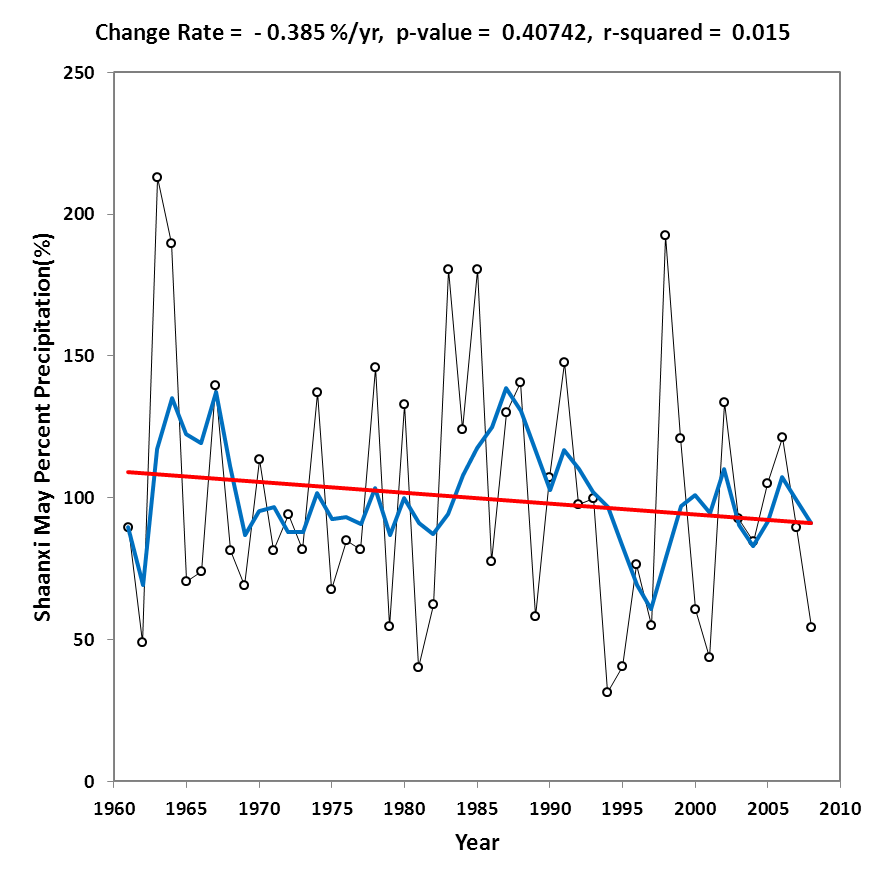 Change Rate = - 0.385 %/yr, p-value = 0.40742, r-squared = 0.015
250
200
150
100
50
0
Shaanxi May Percent Precipitation(%)
1960 1965 1970 1975 1980 1985 1990 1995 2000 2005 2010
Year